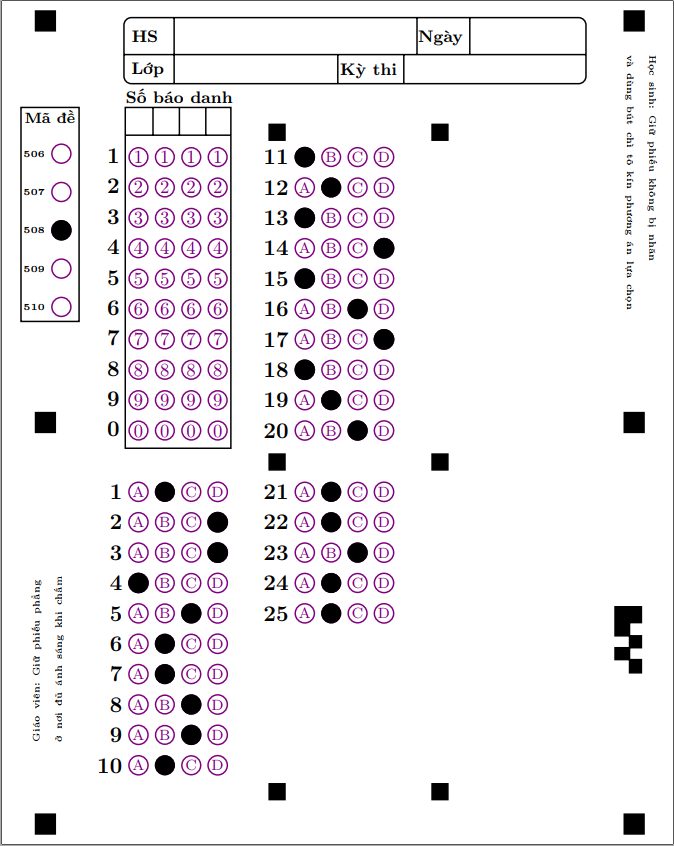 HS Ngày
Lớp Kỳ thi
Số báo danh
Mã đề
506
507
508
509
510
1 1 1 1 1
2 2 2 2 2
3 3 3 3 3
4 4 4 4 4
5 5 5 5 5
6 6 6 6 6
7 7 7 7 7
8 8 8 8 8
9 9 9 9 9
0 0 0 0 0
11 B C D
12 A C D
13 B C D
14 A B C
15 B C D
16 A B D
17 A B C
18 B C D
19 A C D
20 A B D
1 A C D
2 A B C
3 A B C
4 B C D
5 A B D
6 A C D
7 A C D
8 A B D
9 A B D
10 A C D
21 A C D
22 A C D
23 A B D
24 A C D
25 A C D
Học sinh: Giữ phiếu không bị nhăn
và dùng bút chì tô kín phương án lựa chọn
Giáo viên: Giữ phiếu phẳng
ở nơi đủ ánh sáng khi chấm